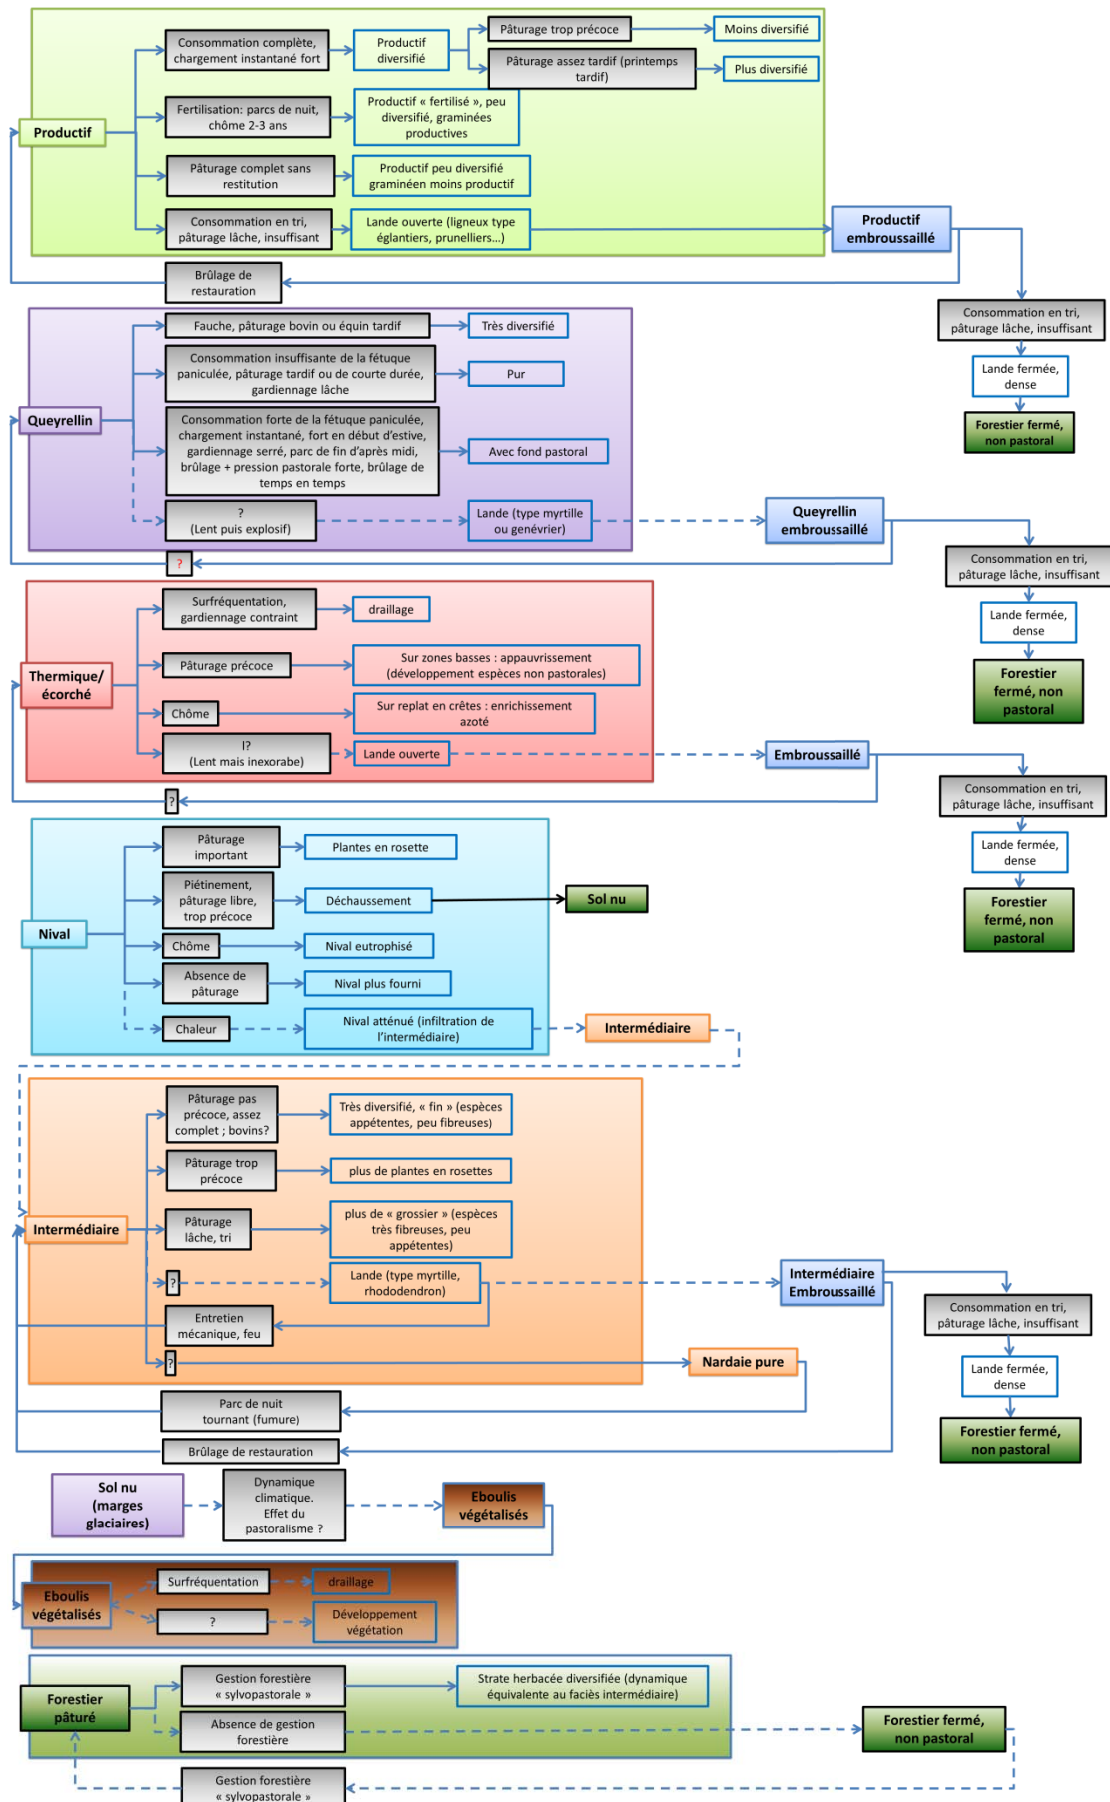 Consommation complète,
chargement instantané fort
Productif
diversifié
Pâturage trop précoce
Moins diversifié
Pâturage assez tardif (printemps
tardif)
Plus diversifié
Productif
Fertilisation: parcs de nuit,
chôme 2-3 ans
Productif « fertilisé », peu
diversifié, graminées
productives
Pâturage complet sans
restitution
Productif peu diversifié
graminéen moins productif
Consommation en tri,
pâturage lâche, insuffisant
Lande ouverte (ligneux type
églantiers, prunelliers...)
Productif
embroussaillé
Brûlage de
restauration
Consommation en tri,
pâturage lâche, insuffisant
Lande fermée,
dense
Forestier fermé,
non pastoral
Queyrellin
Fauche, pâturage bovin ou équin tardif
Très diversifié
Consommation insuffisante de la fétuque
paniculée, pâturage tardif ou de courte durée,
gardiennage lâche
Pur
Consommation forte de la fétuque paniculée,
chargement instantané, fort en début d'estive,
gardiennage serré, parc de fin d'après midi,
brûlage + pression pastorale forte, brûlage de
temps en temps
Avec fond pastoral
?
(Lent puis explosif)
Lande (type myrtille
ou genévrier)
Queyrellin
embroussaillé
?
Consommation en tri,
pâturage lâche, insuffisant
Lande fermée,
dense
Forestier
fermé, non
pastoral
Thermique/
écorché
Surfréquentation,
gardiennage contraint
draillage
Pâturage précoce
Sur zones basses : appauvrissement
(développement espèces non pastorales)
Chôme
Sur replat en crêtes : enrichissement
azoté
I?
(Lent mais inexorabe)
Lande ouverte
Embroussaillé
?
Consommation en tri,
pâturage lâche, insuffisant
Lande fermée,
dense
Forestier
fermé, non
pastoral
Nival
Pâturage
important
Plantes en rosette
Piétinement,
pâturage libre,
trop précoce
Déchaussement
Sol nu
Chôme
Nival eutrophisé
Absence de
pâturage
Nival plus fourni
Chaleur
Nival atténué (infiltration de
l'intermédiaire)
Intermédiaire
Intermédiaire
Pâturage pas
précoce, assez
complet ; bovins?
Très diversifié, « fin » (espèces
appétentes, peu fibreuses)
Pâturage trop
précoce
plus de plantes en rosettes
Pâturage
lâche, tri
plus de « grossier » (espèces
très fibreuses, peu
appétentes)
?
Lande (type myrtille,
rhododendron)
Intermédiaire
Embroussaillé
Entretien
mécanique, feu
?
Nardaie pure
Parc de nuit
tournant (fumure)
Brûlage de restauration
Consommation en tri,
pâturage lâche, insuffisant
Lande fermée,
dense
Forestier fermé,
non pastoral
Sol nu
(marges
glaciaires)
Dynamique
climatique.
Effet du
pastoralisme ?
Eboulis
végétalisés
Eboulis
végétalisés
Surfréquentation
draillage
?
Développement
végétation
Forestier
pâturé
Gestion forestière
« sylvopastorale »
Strate herbacée diversifiée (dynamique
équivalente au faciès intermédiaire)
Absence de gestion
forestière
Forestier fermé,
non pastoral
Gestion forestière
« sylvopastorale »